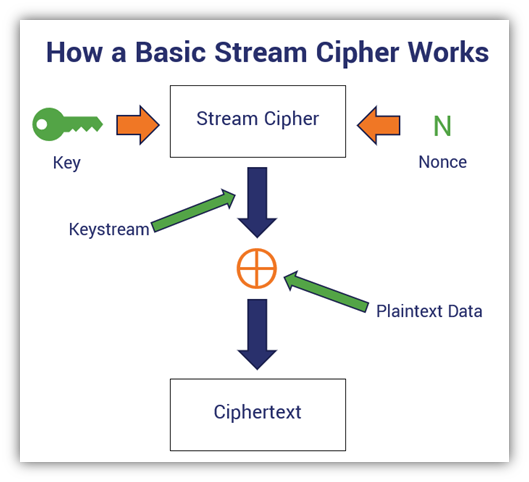 How a Basic Stream Cipher Works
Stream Cipher
N
Key
Nonce
Keystream
Plaintext Data
Ciphertext